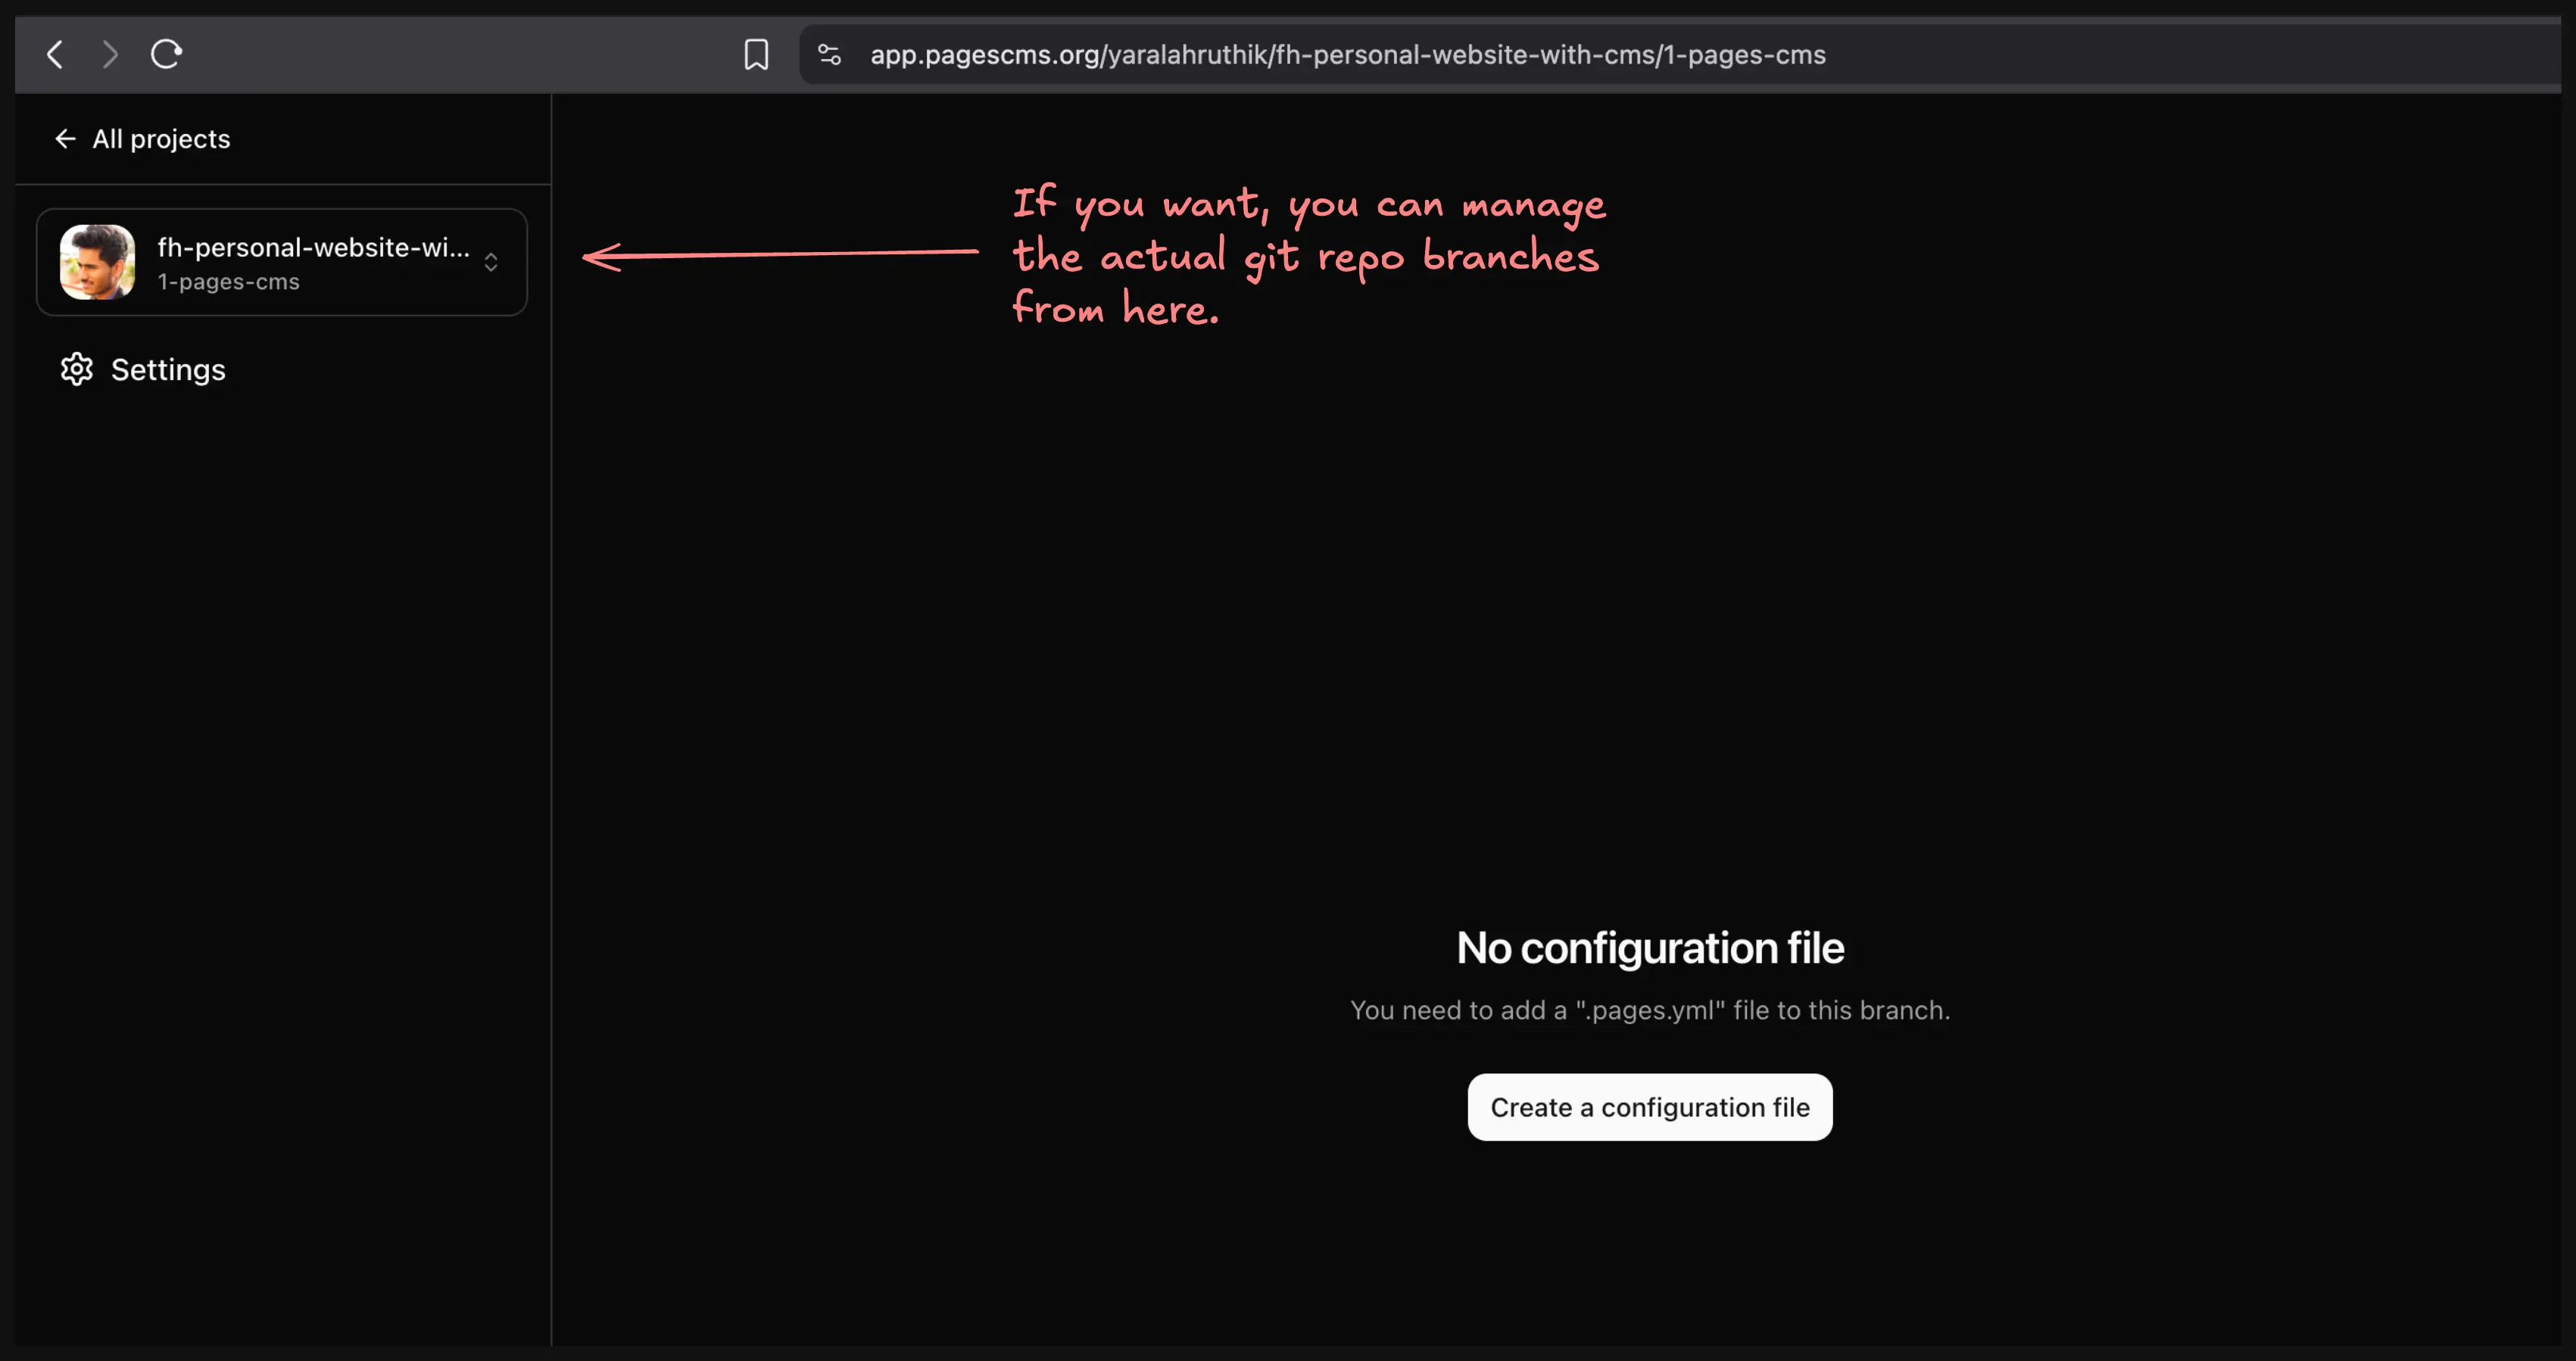 app.pagescms.org/yaralahruthik/fh-personal-website-with-cms/1-pages-cms
All projects
fh-personal-website-wi...
1-pages-cms
Settings
If you want, you can manage
the actual git repo branches
from here.
No configuration file
You need to add a ".pages.yml" file to this branch.
Create a configuration file